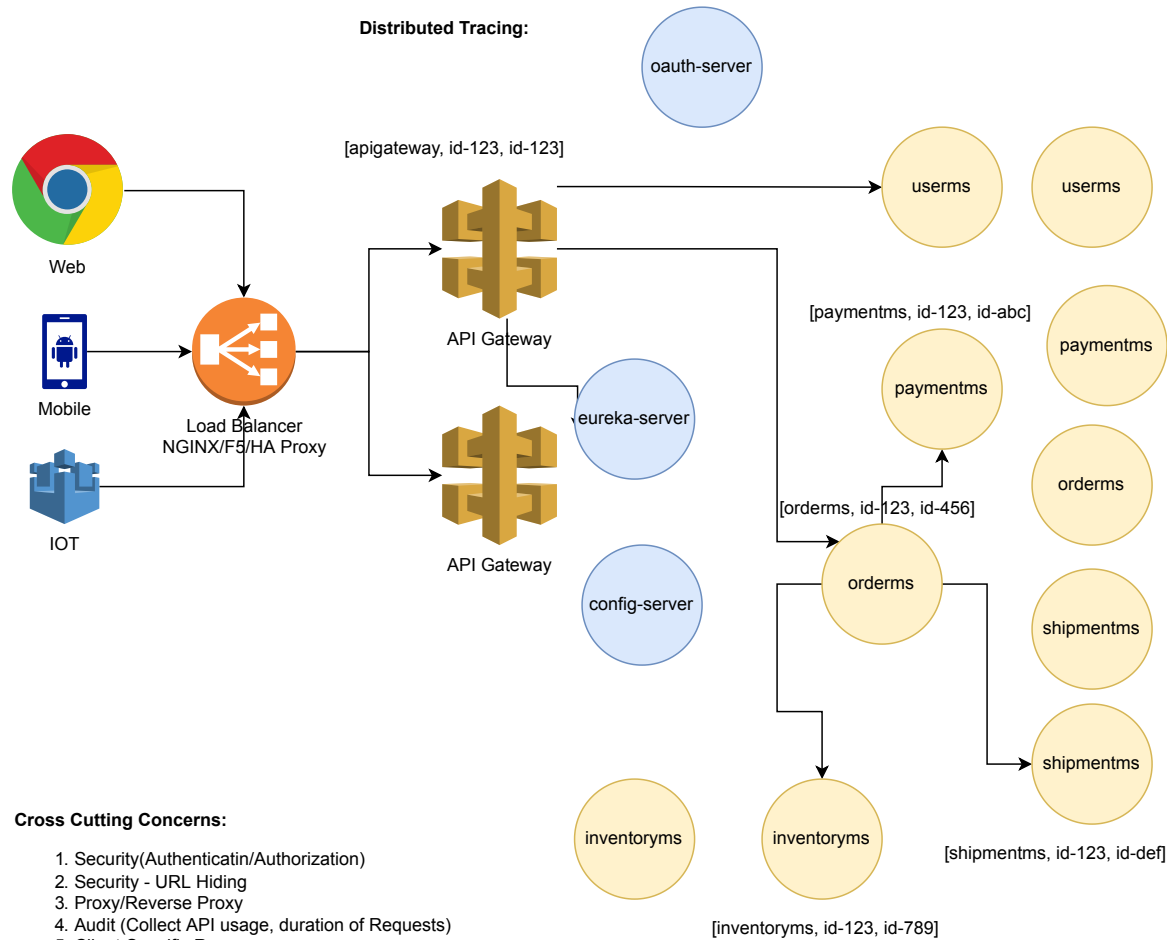 Distributed Tracing:
oauth-server
[apigateway, id-123, id-123]
userms
userms
Web
[paymentms, id-123, id-abc]
API Gateway
paymentms
paymentms
Mobile
eureka-server
Load Balancer
NGINX/F5/HA Proxy
orderms
[orderms, id-123, id-456]
IOT
API Gateway
orderms
config-server
shipmentms
shipmentms
inventoryms
inventoryms
[shipmentms, id-123, id-def]
[inventoryms, id-123, id-789]
Cross Cutting Concerns:
1. Security(Authenticatin/Authorization)
2. Security - URL Hiding
3. Proxy/Reverse Proxy
4. Audit (Collect API usage, duration of Requests)